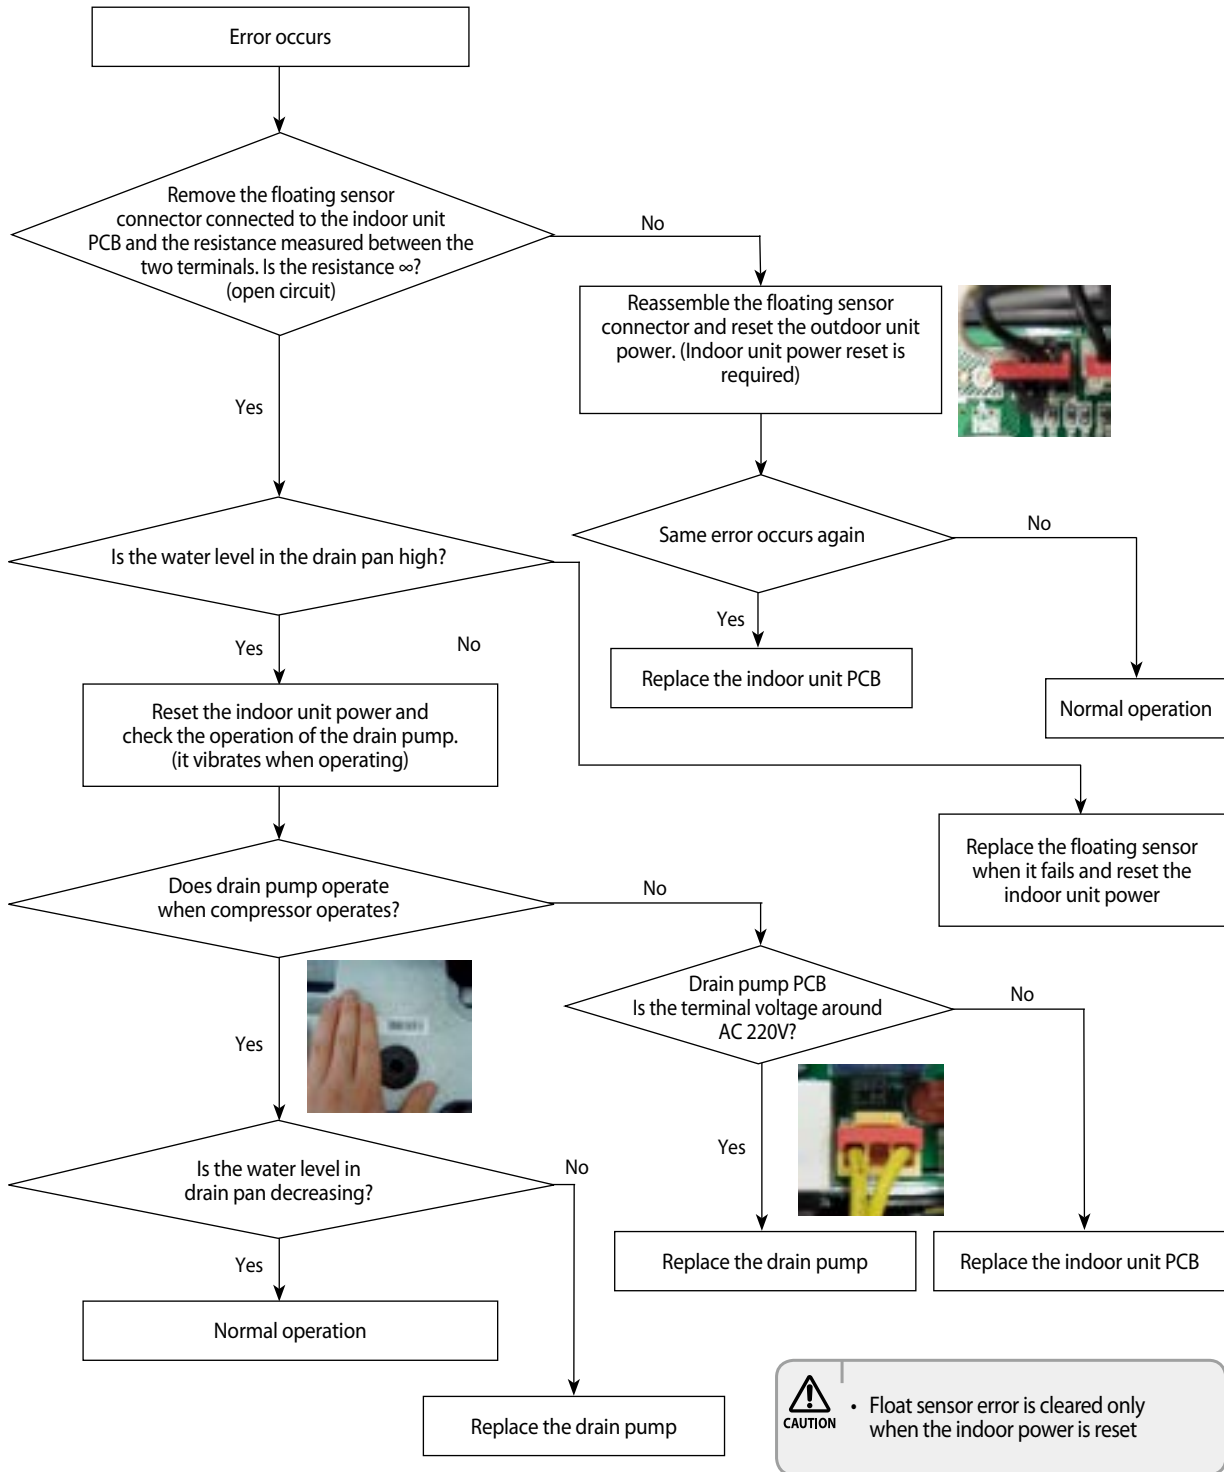 Error occurs
Remove the floating sensor
connector connected to the indoor unit
PCB and the resistance measured between the
two terminals. Is the resistance ∞?
(open circuit)
No
Reassemble the floating sensor
connector and reset the outdoor unit
power. (Indoor unit power reset is
required)
Yes
Same error occurs again
No
Is the water level in the drain pan high?
Yes
Replace the indoor unit PCB
Yes
No
Normal operation
Reset the indoor unit power and
check the operation of the drain pump.
(it vibrates when operating)
Replace the floating sensor
when it fails and reset the
indoor unit power
Does drain pump operate
when compressor operates?
No
Drain pump PCB
Is the terminal voltage around
AC 220V?
No
Yes
Yes
Is the water level in
drain pan decreasing?
No
Replace the drain pump
Replace the indoor unit PCB
Yes
Normal operation
Replace the drain pump
CAUTION
• Float sensor error is cleared only
when the indoor power is reset